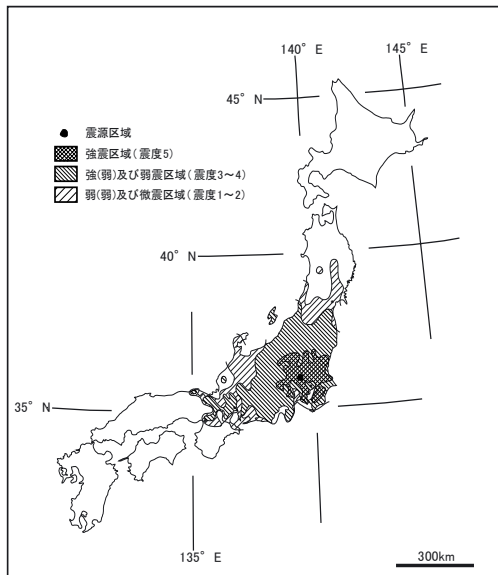 140° E
145° E
45° N
震源区域
強震区域(震度5)
強(弱)及び弱震区域(震度3～4)
弱(弱)及び微震区域(震度1～2)
40° N
35° N
135° E
300km